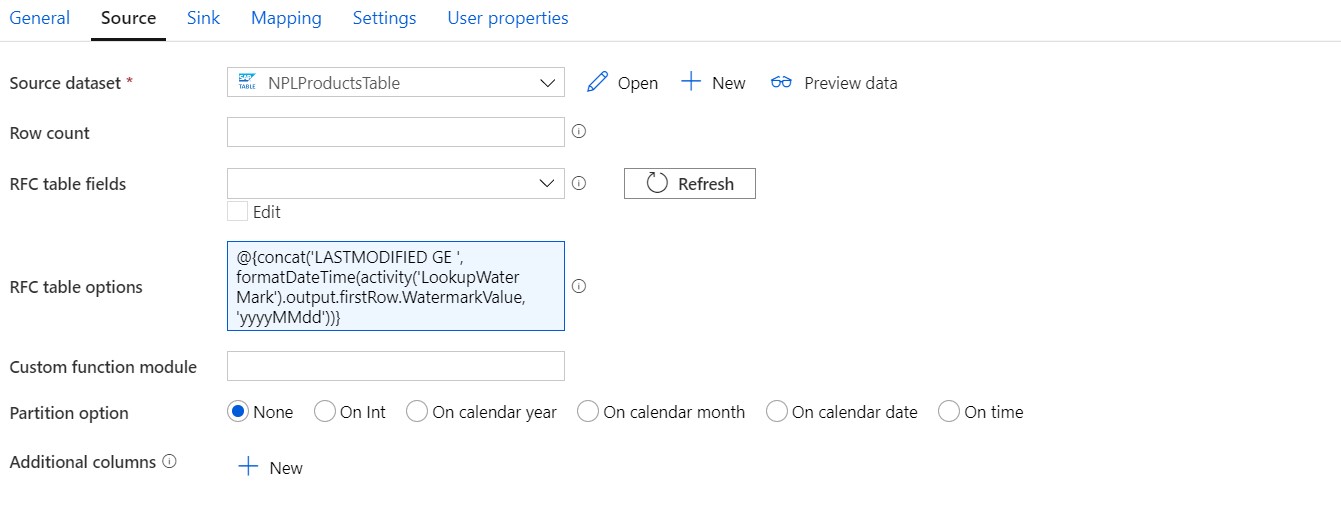 General Source Sink Mapping Settings User properties
Source dataset * SAP TABLE NPLProductsTable Open New Preview data
Row count
RFC table fields Refresh
Edit
@{concat('LASTMODIFIED GE ',
formatDateTime(activity('LookupWater
RFC table options
Mark').output.firstRow.WatermarkValue,
'yyyyMMdd'))}
Custom function module
Partition option None On Int On calendar year On calendar month On calendar date On time
Additional columns New